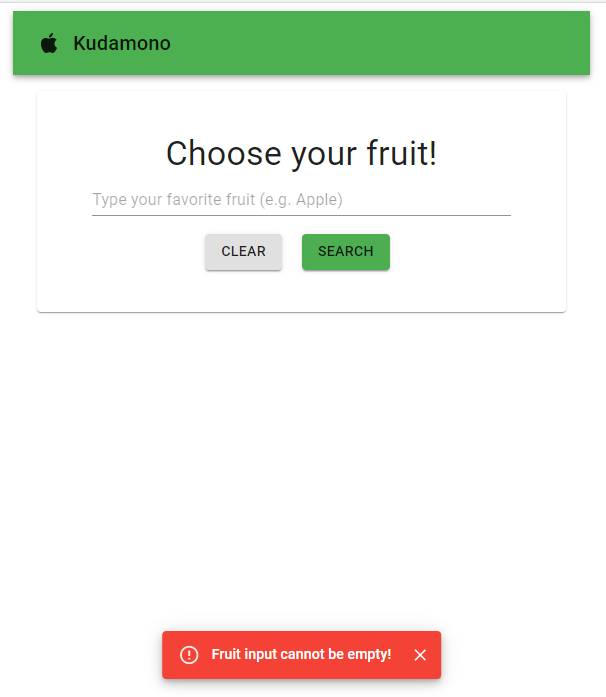 Kudamono
Choose your fruit!
Type your favorite fruit (e.g. Apple)
CLEAR SEARCH
Fruit input cannot be empty!